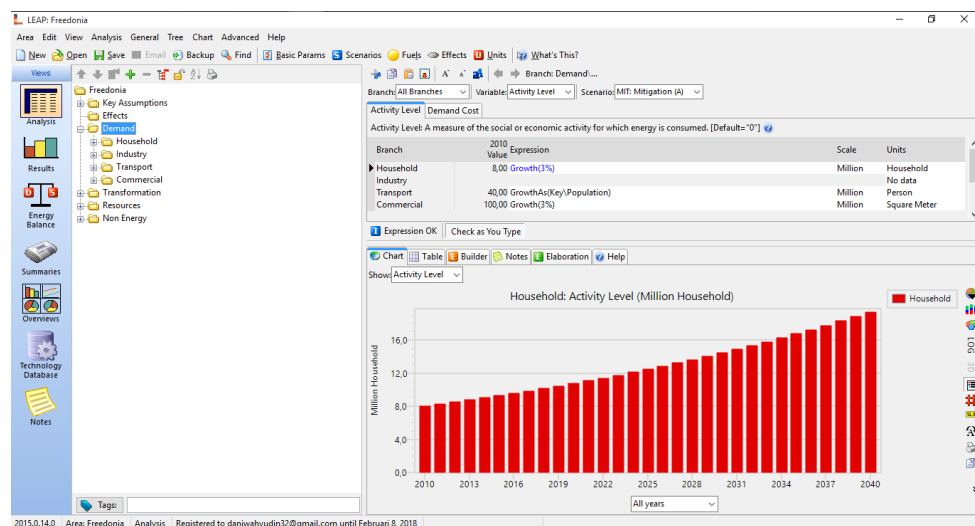 LEAP: Freedonia
Area Edit View Analysis General Tree Chart Advanced Help
New Open Save Email Backup Find Basic Params Scenarios Fuels Effects Units What's This?
Views
Analysis
Results
Energy
Balance
Summaries
Overviews
Technology
Database
Notes
Freedonia
Key Assumptions
Effects
Demand
Household
Industry
Transport
Commercial
Transformation
Resources
Non Energy
Tags:
Branch: Demand\...
Branch: All Branches Variable: Activity Level Scenario: MIT: Mitigation (A)
Activity Level Demand Cost
Activity Level: A measure of the social or economic activity for which energy is consumed. [Default="0"]
Branch 2010 Value Expression Scale Units
Household 8,00 Growth(3%) Million Household
Industry No data
Transport 40,00 GrowthAs(Key\Population) Million Person
Commercial 100,00 Growth(3%) Million Square Meter
Expression OK Check as You Type
Chart Table Builder Notes Elaboration Help
Show: Activity Level
Household: Activity Level (Million Household)
Household
Million Household
16,0
12,0
8,0
4,0
0,0
2010 2013 2016 2019 2022 2025 2028 2031 2034 2037 2040
All years
LOG
3D
2015.0.14.0 Area: Freedonia Analysis Registered to daniwahyudin32@gmail.com until Februari 8, 2018